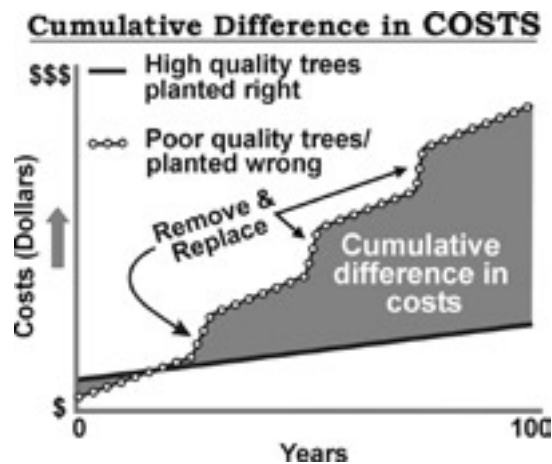 Cumulative Difference in COSTS
$$$
High quality trees
planted right
Poor quality trees/
planted wrong
Remove &
Replace
Cumulative
difference in
costs
Costs (Dollars)
$
0
100
Years